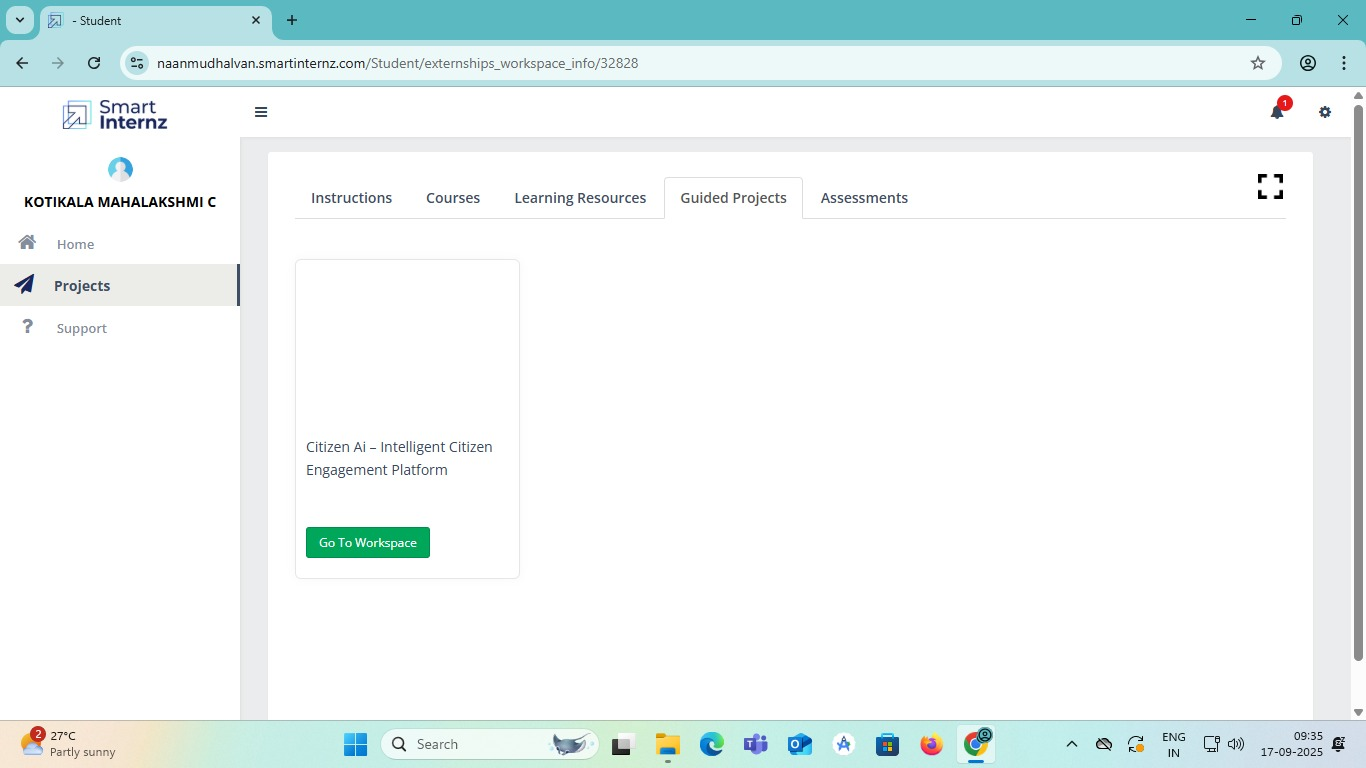 - Student
naanmudhalvan.smartinternz.com/Student/externships_workspace_info/32828
Smart
Internz
1
KOTIKALA MAHALAKSHMI C
Home
Projects
Support
Instructions
Courses
Learning Resources
Guided Projects
Assessments
Citizen Ai – Intelligent Citizen
Engagement Platform
Go To Workspace
2
27°C
Partly sunny
Search
ENG
IN
09:35
17-09-2025